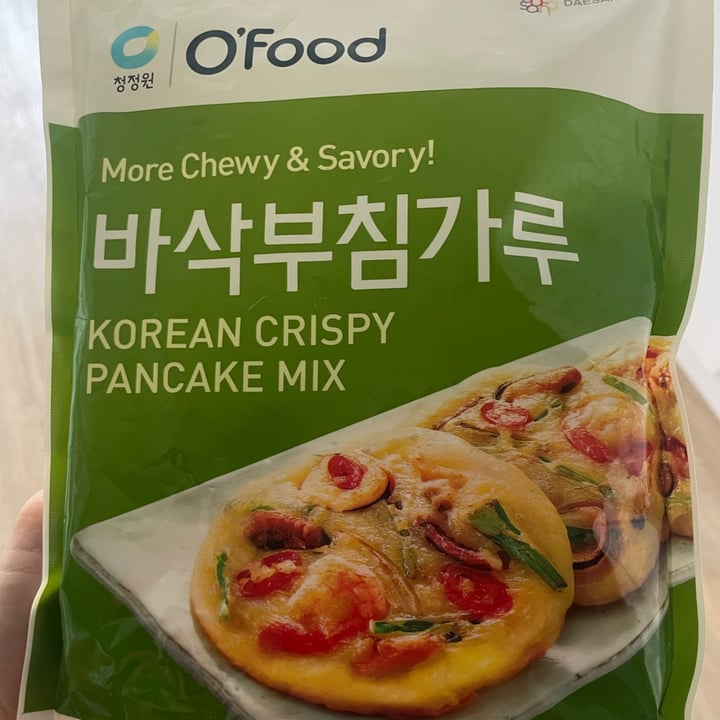 청정원
O'Food
More Chewy & Savory!
바삭부침가루
KOREAN CRISPY
PANCAKE MIX